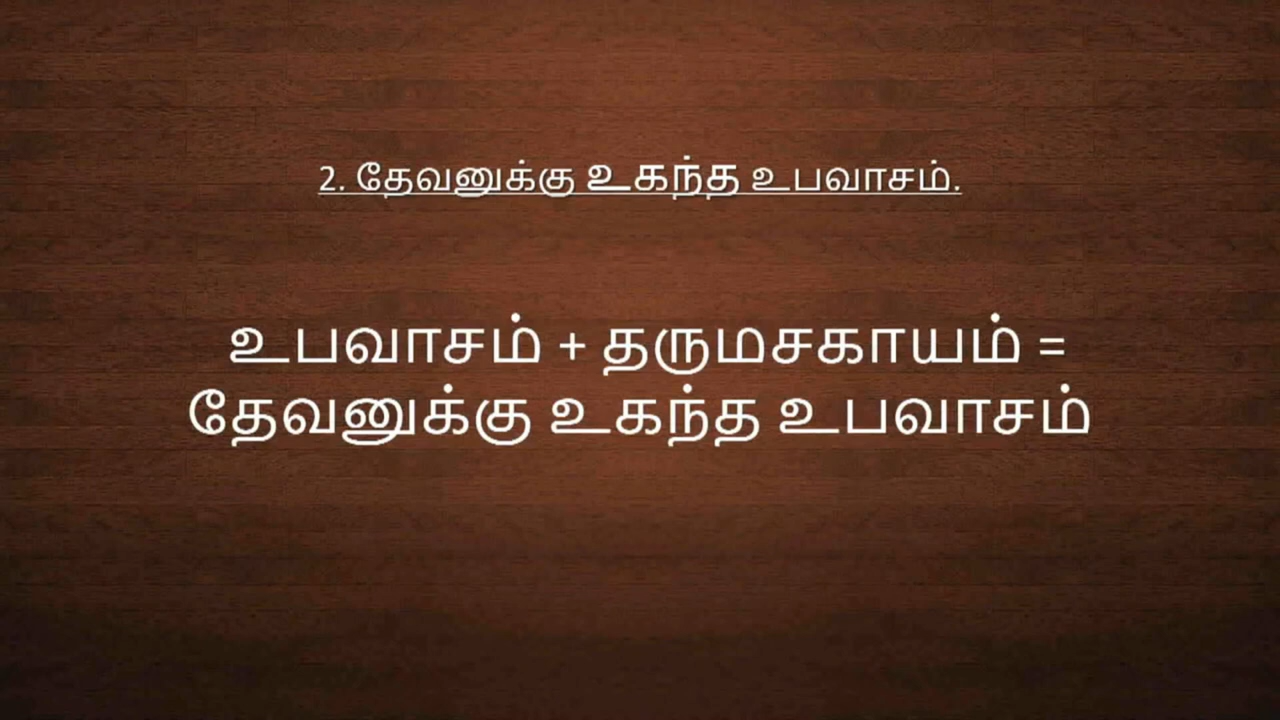 2. தேவனுக்கு உகந்த உபவாசம்.
உபவாசம் + தருமசகாயம் =
தேவனுக்கு உகந்த உபவாசம்